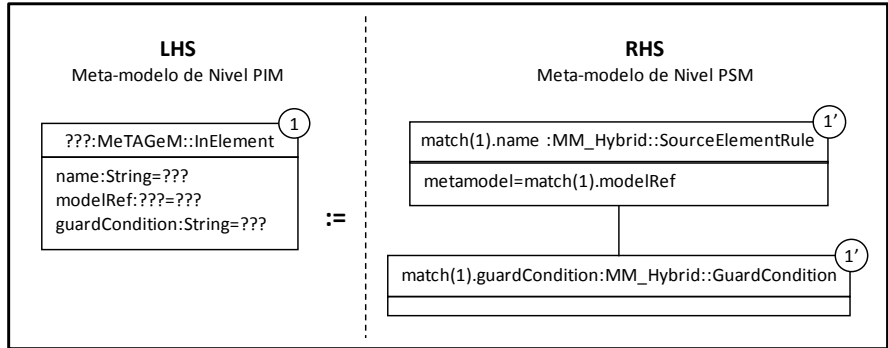 LHS
Meta-modelo de Nivel PIM
1
???:MeTAGeM::InElement
name:String=???
modelRef:???=???
guardCondition:String=???
:=
RHS
Meta-modelo de Nivel PSM
1’
match(1).name :MM_Hybrid::SourceElementRule
metamodel=match(1).modelRef
1’
match(1).guardCondition:MM_Hybrid::GuardCondition